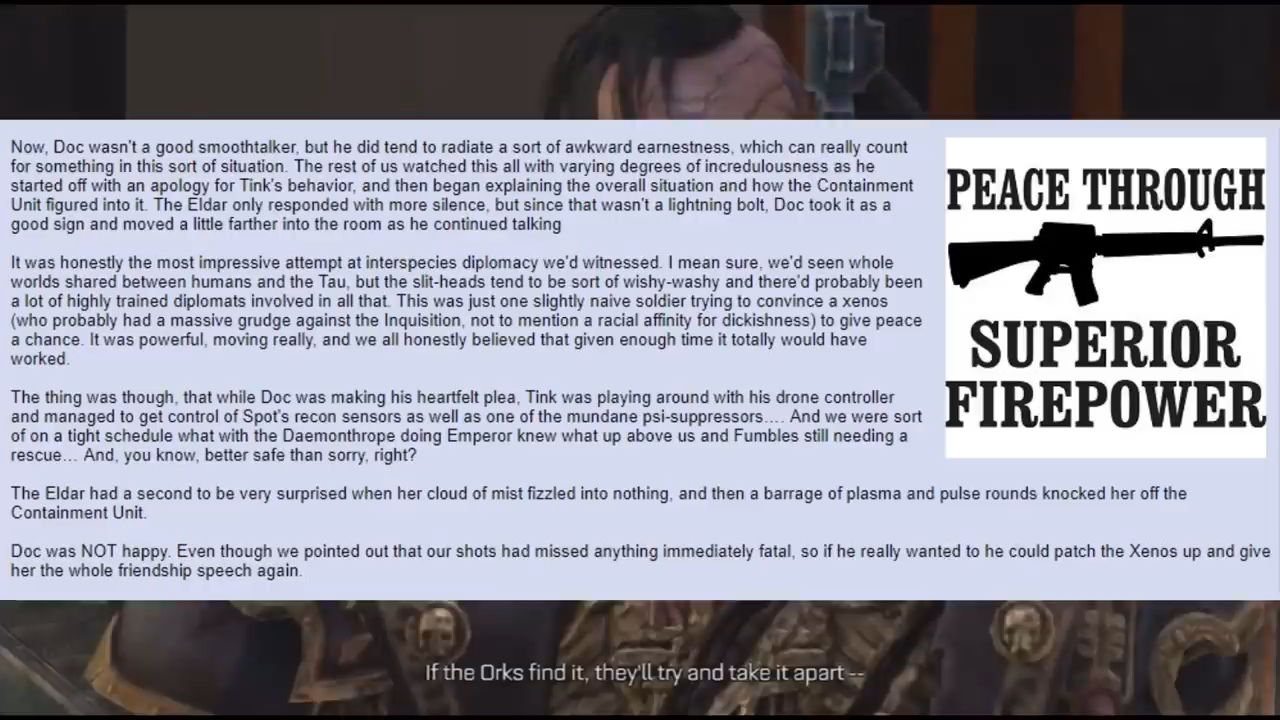 Now, Doc wasn't a good smoothtalker, but he did tend to radiate a sort of awkward earnestness, which can really count
for something in this sort of situation. The rest of us watched this all with varying degrees of incredulousness as he
started off with an apology for Tink's behavior, and then began explaining the overall situation and how the Containment
Unit figured into it. The Eldar only responded with more silence, but since that wasn't a lightning bolt, Doc took it as a
good sign and moved a little farther into the room as he continued talking
It was honestly the most impressive attempt at interspecies diplomacy we'd witnessed. I mean sure, we'd seen whole
worlds shared between humans and the Tau, but the slit-heads tend to be sort of wishy-washy and there'd probably been
a lot of highly trained diplomats involved in all that. This was just one slightly naive soldier trying to convince a xenos
(who probably had a massive grudge against the Inquisition, not to mention a racial affinity for dickishness) to give peace
a chance. It was powerful, moving really, and we all honestly believed that given enough time it totally would have
worked.
The thing was though, that while Doc was making his heartfelt plea, Tink was playing around with his drone controller
and managed to get control of Spot's recon sensors as well as one of the mundane psi-suppressors.... And we were sort
of on a tight schedule what with the Daemonthrope doing Emperor knew what up above us and Fumbles still needing a
rescue... And, you know, better safe than sorry, right?
The Eldar had a second to be very surprised when her cloud of mist fizzled into nothing, and then a barrage of plasma and pulse rounds knocked her off the
Containment Unit.
Doc was NOT happy. Even though we pointed out that our shots had missed anything immediately fatal, so if he really wanted to he could patch the Xenos up and give
her the whole friendship speech again.
PEACE THROUGH
SUPERIOR
FIREPOWER
If the Orks find it, they'll try and take it apart --